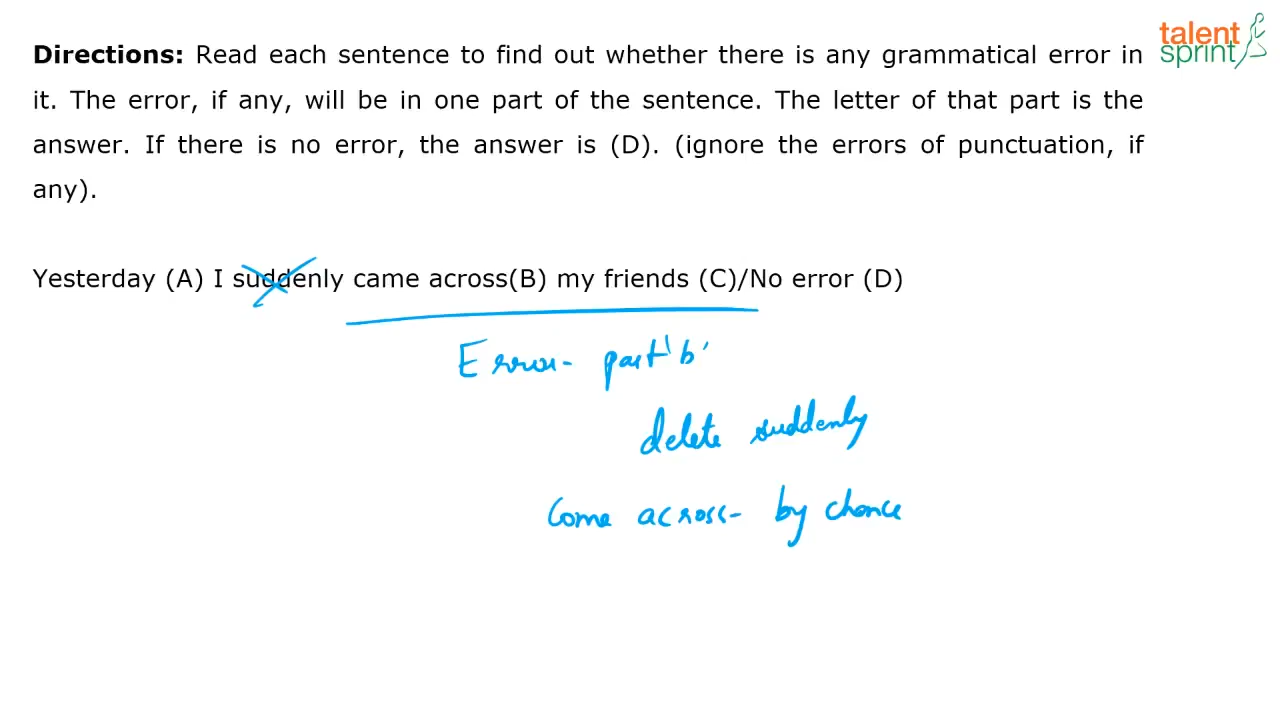 talent
sprint
Directions: Read each sentence to find out whether there is any grammatical error in
it. The error, if any, will be in one part of the sentence. The letter of that part is the
answer. If there is no error, the answer is (D). (ignore the errors of punctuation, if
any).
Yesterday (A) I suddenly came across(B) my friends (C)/No error (D)
Error- part 'b'
delete suddenly
Come across- by chance